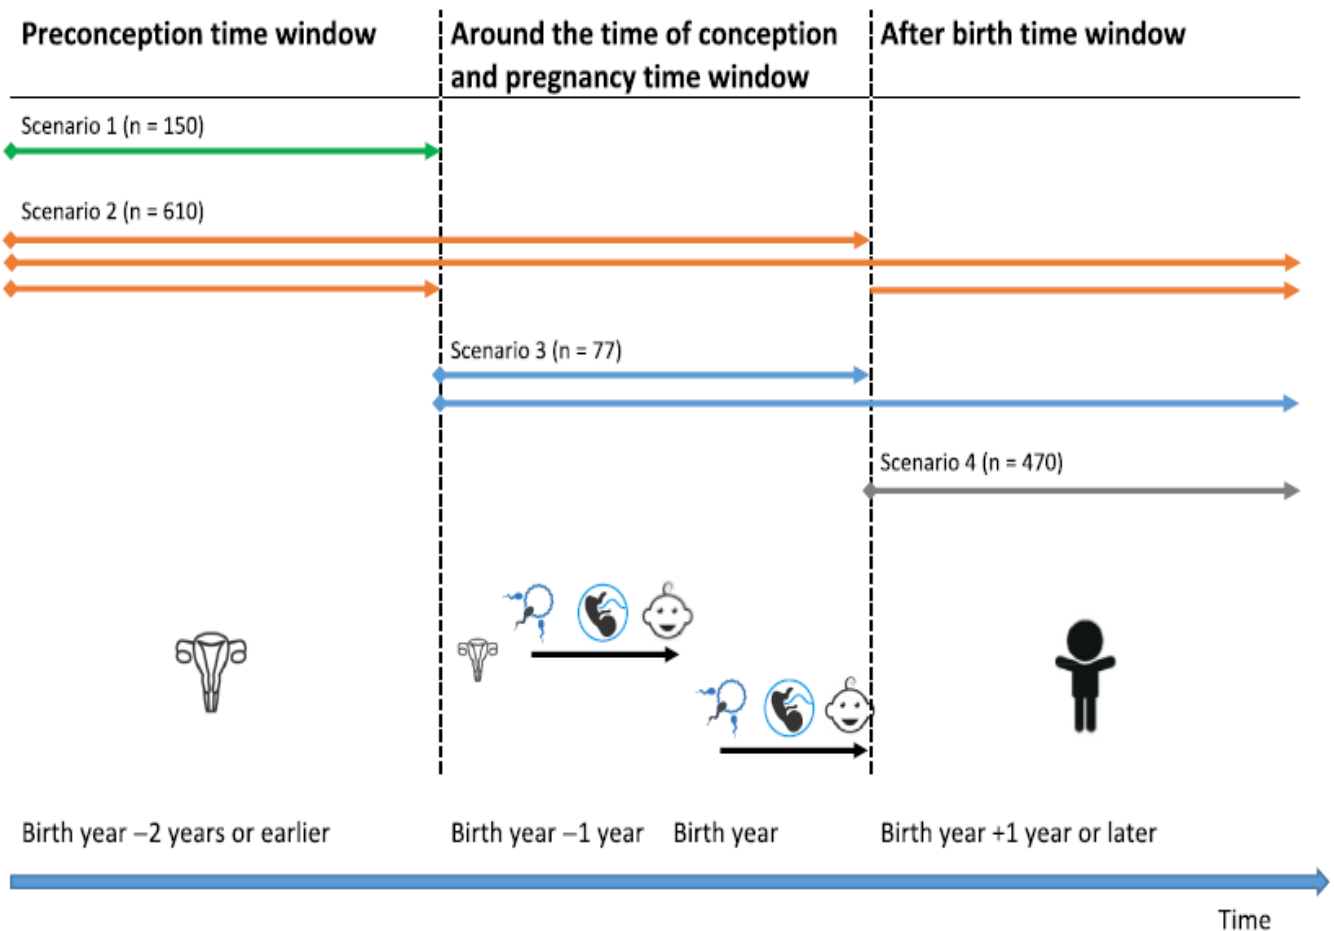 Preconception time window
Around the time of conception
and pregnancy time window
After birth time window
Scenario 1 (n = 150)
Scenario 2 (n = 610)
Scenario 3 (n = 77)
Scenario 4 (n = 470)
Birth year −2 years or earlier
Birth year −1 year
Birth year
Birth year +1 year or later
Time